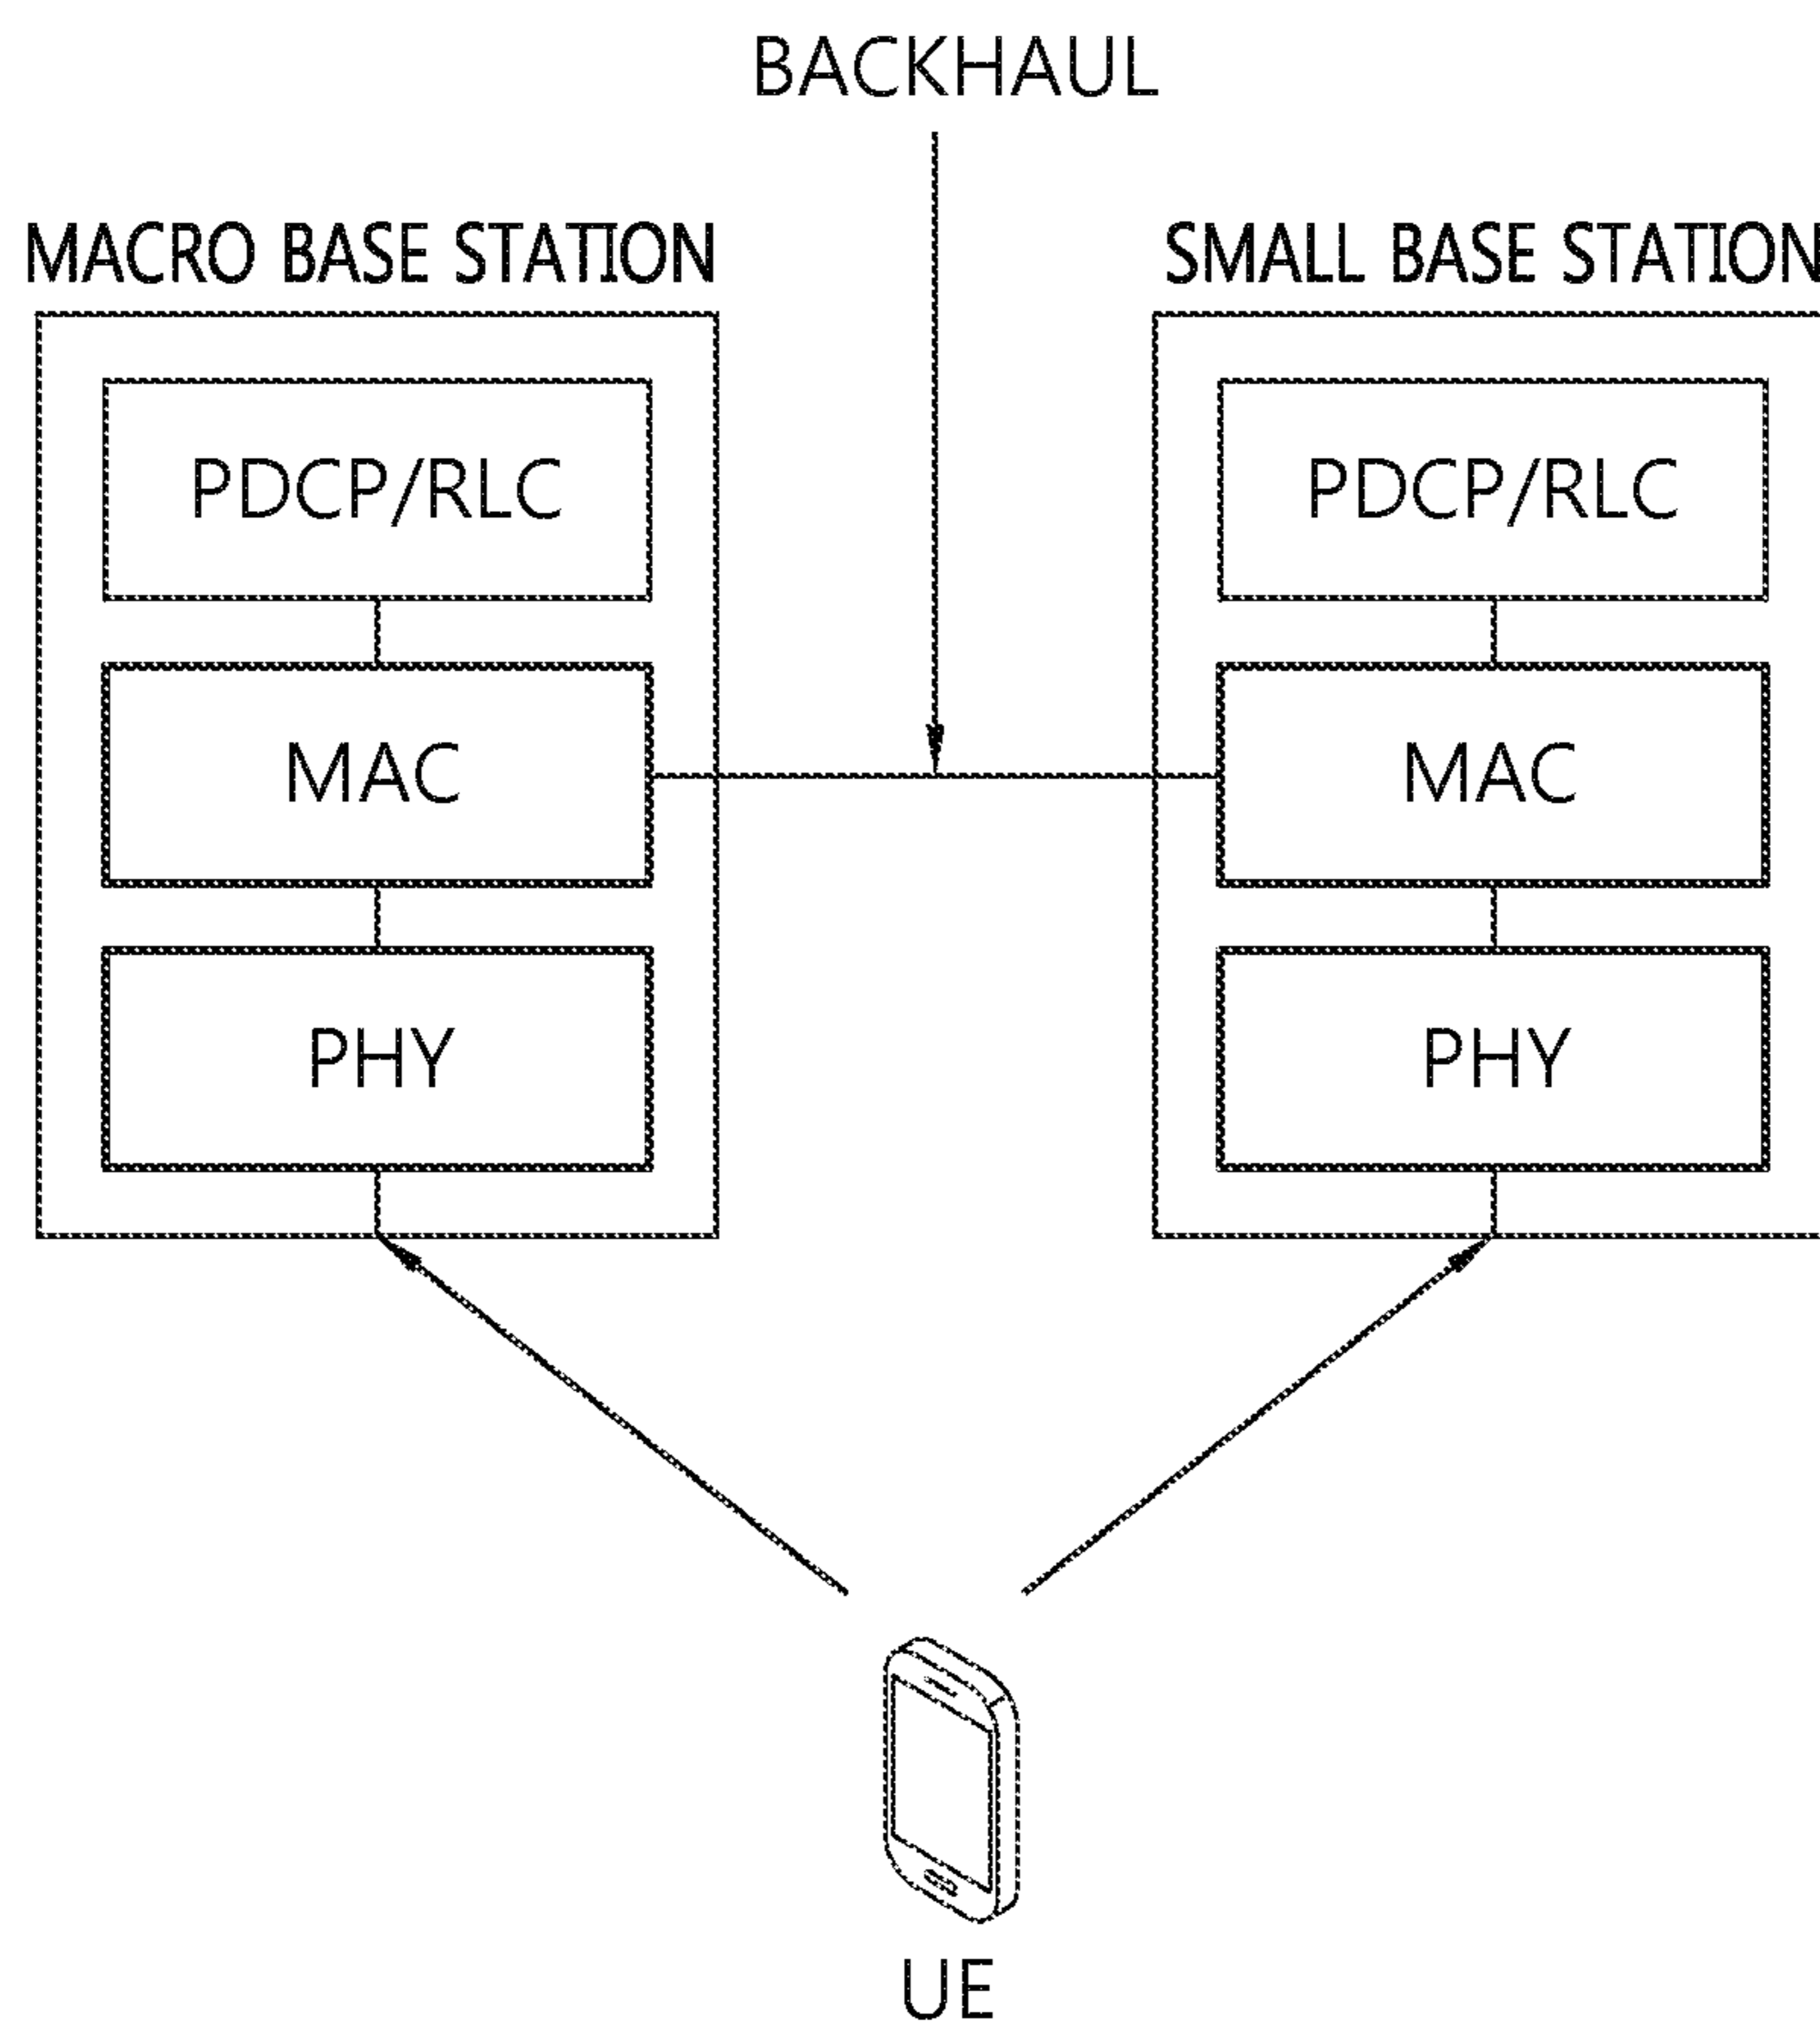 BACKHAUL
MACRO BASE STATION
SMALL BASE STATION
PDCP/RLC
PDCP/RLC
MAC
MAC
PHY
PHY
UE